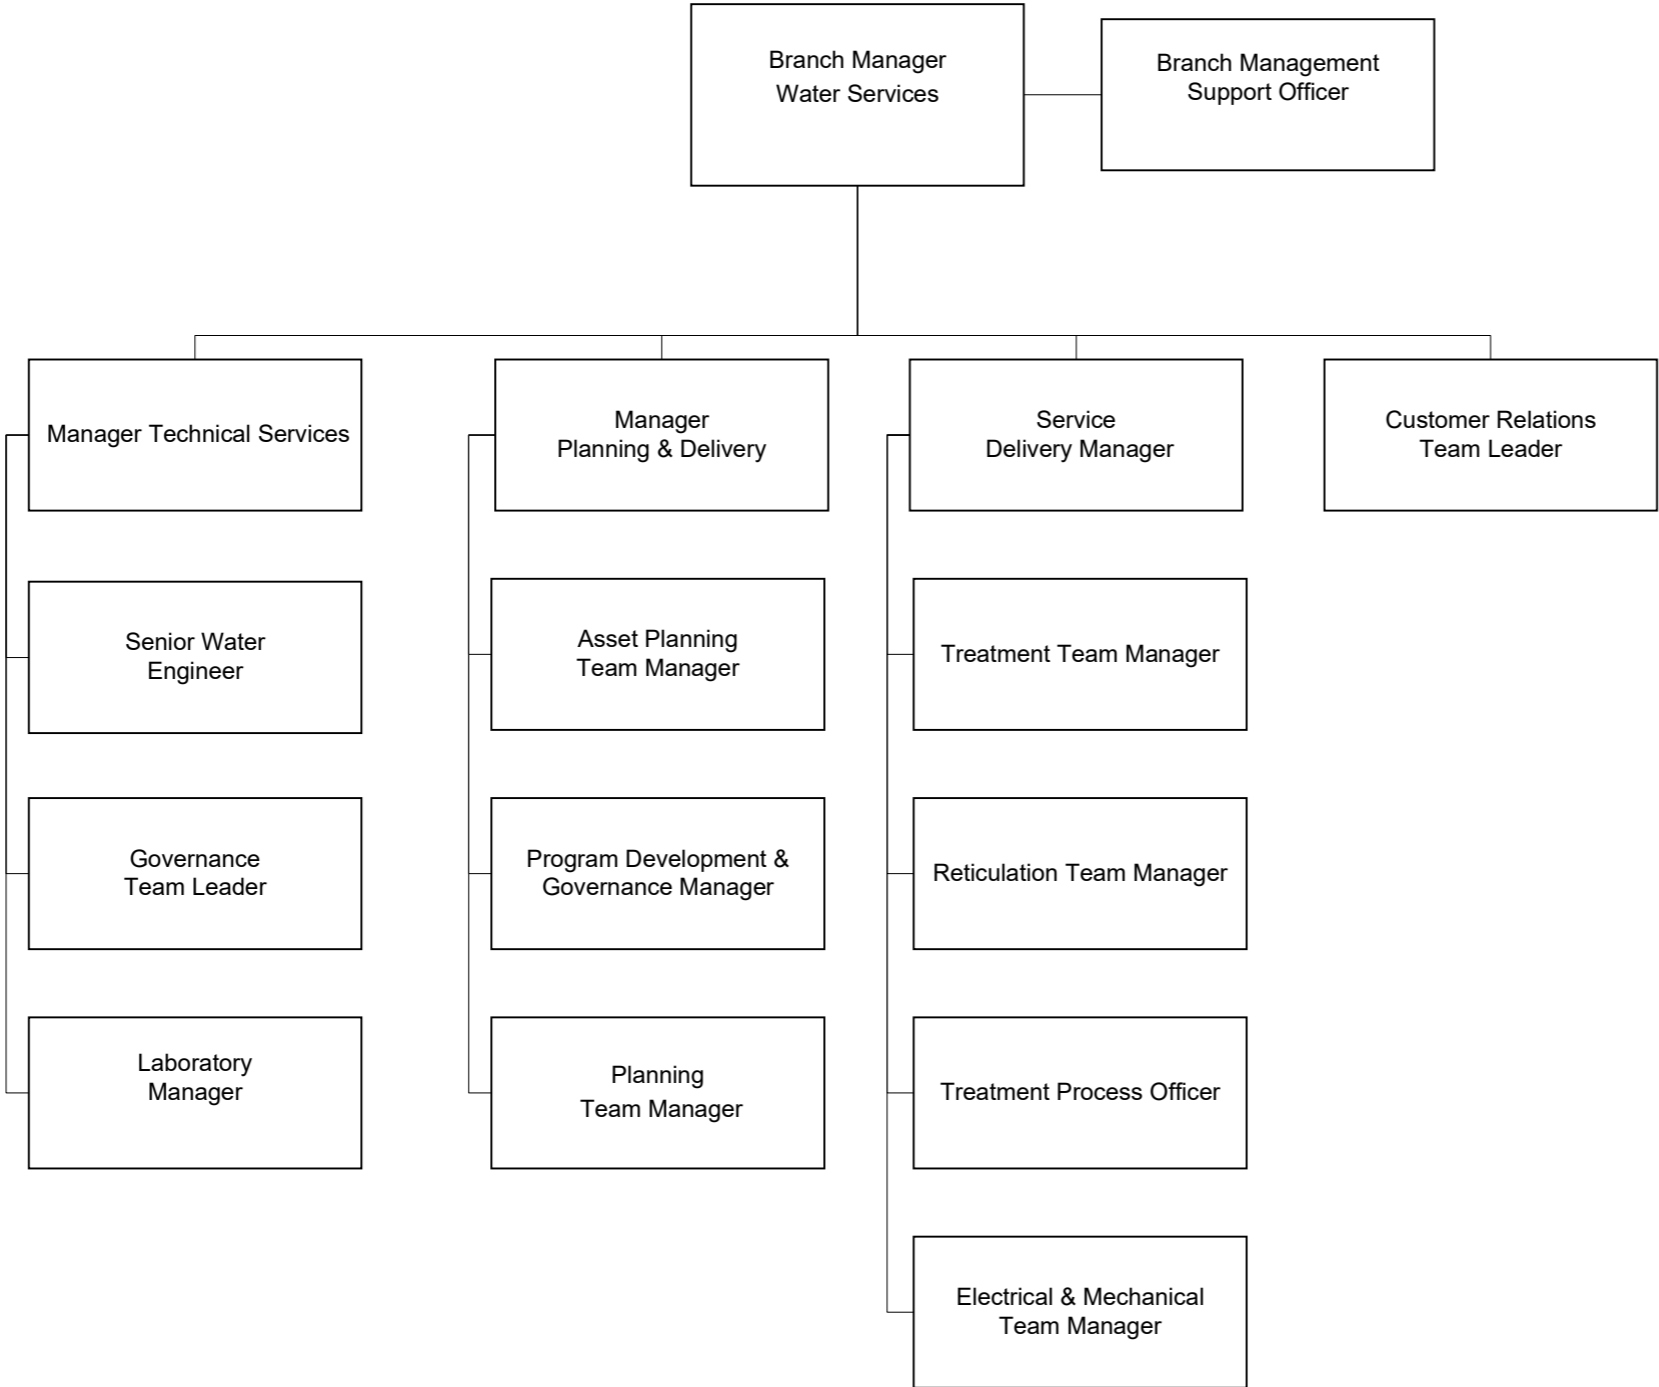 Branch Manager
Water Services
Branch Management
Support Officer
Manager Technical Services
Manager
Planning & Delivery
Service
Delivery Manager
Customer Relations
Team Leader
Senior Water
Engineer
Asset Planning
Team Manager
Treatment Team Manager
Governance
Team Leader
Program Development &
Governance Manager
Reticulation Team Manager
Laboratory
Manager
Planning
Team Manager
Treatment Process Officer
Electrical & Mechanical
Team Manager